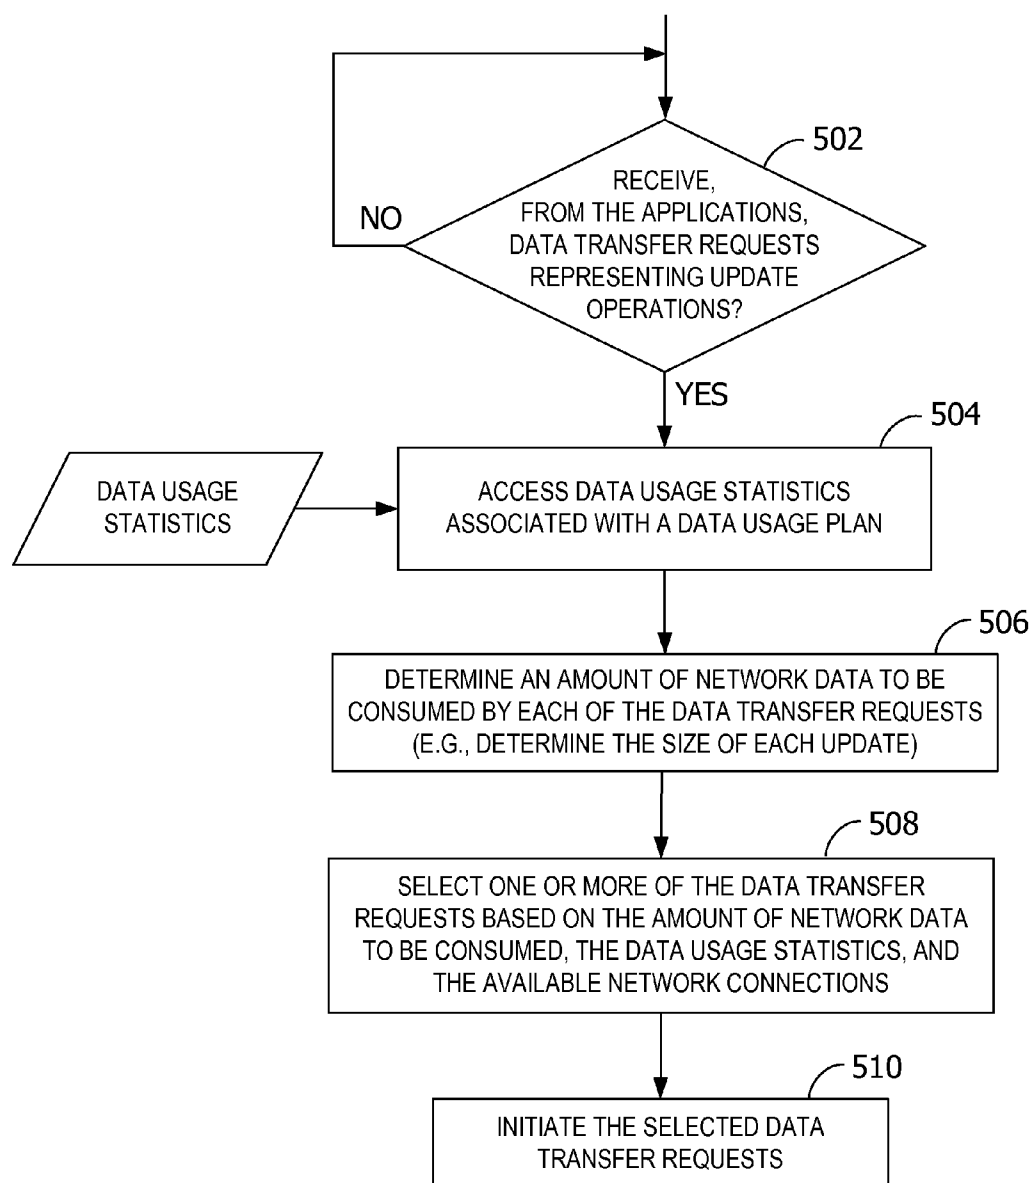 502
RECEIVE,
FROM THE APPLICATIONS,
DATA TRANSFER REQUESTS
REPRESENTING UPDATE
OPERATIONS?
NO
YES
504
DATA USAGE
STATISTICS
ACCESS DATA USAGE STATISTICS
ASSOCIATED WITH A DATA USAGE PLAN
506
DETERMINE AN AMOUNT OF NETWORK DATA TO BE
CONSUMED BY EACH OF THE DATA TRANSFER REQUESTS
(E.G., DETERMINE THE SIZE OF EACH UPDATE)
508
SELECT ONE OR MORE OF THE DATA TRANSFER
REQUESTS BASED ON THE AMOUNT OF NETWORK DATA
TO BE CONSUMED, THE DATA USAGE STATISTICS, AND
THE AVAILABLE NETWORK CONNECTIONS
510
INITIATE THE SELECTED DATA
TRANSFER REQUESTS